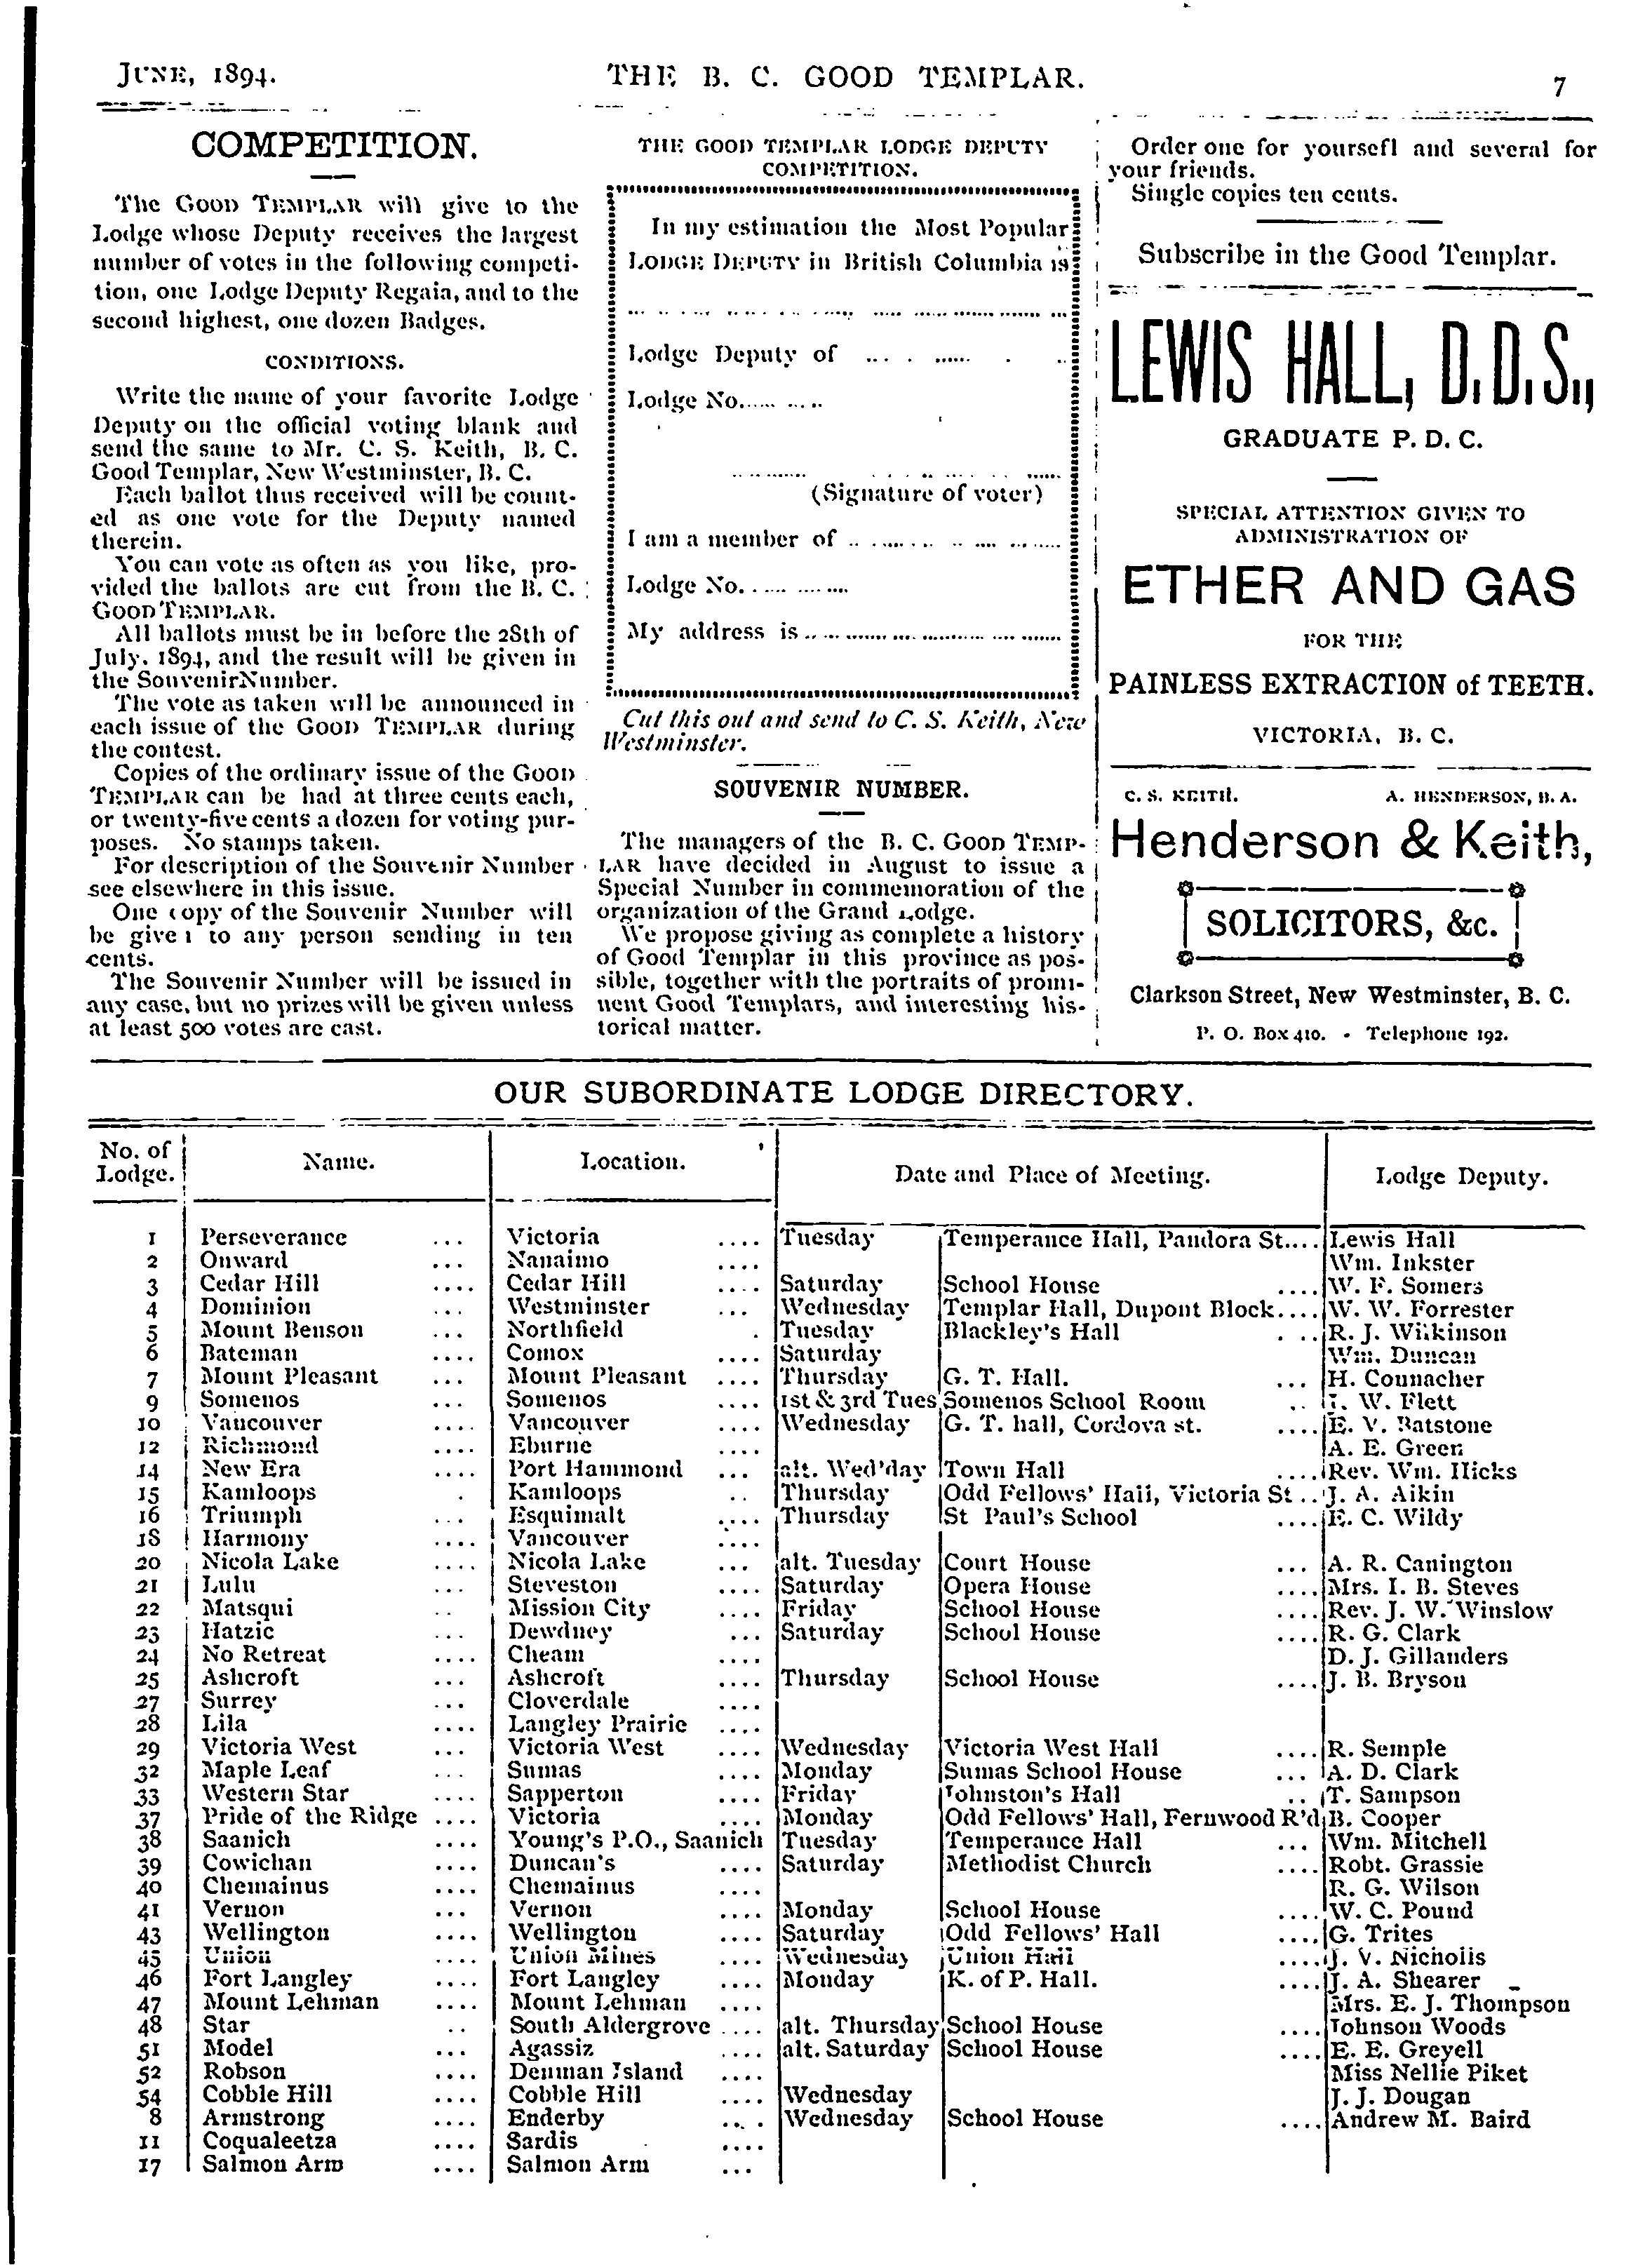 JUNE, 1894.
THE B. C. GOOD TEMPLAR.
7
COMPETITION.
The GOOD TEMPLAR will give to the
Lodge whose Deputy receives the largest
number of votes in the following competi-
tion, one Lodge Deputy Regaia, and to the
second highest, one dozen Badges.
CONDITIONS.
Write the name of your favorite Lodge
Deputy on the official voting blank and
send the same to Mr. C. S. Keith, B. C.
Good Templar, New Westminster, B. C.
Each ballot thus received will be count-
ed as one vote for the Deputy named
therein.
You can vote as often as you like, pro-
vided the ballots are cut from the B. C.
GOOD TEMPLAR.
All ballots must be in before the 28th of
July, 1894, and the result will be given in
the Souvenir Number.
The vote as taken will be announced in
each issue of the GOOD TEMPLAR during
the contest.
Copies of the ordinary issue of the GOOD
TEMPLAR can be had at three cents each,
or twenty-five cents a dozen for voting pur-
poses. No stamps taken.
For description of the Souvenir Number
see elsewhere in this issue.
One copy of the Souvenir Number will
be given to any person sending in ten
cents.
The Souvenir Number will be issued in
any case, but no prizes will be given unless
at least 500 votes are cast.
THE GOOD TEMPLAR LODGE DEPUTY
COMPETITION.
In my estimation the Most Popular
LODGE DEPUTY in British Columbia is
Lodge Deputy of
Lodge No.
(Signature of voter)
I am a member of
Lodge No.
My address is
Cut this out and send to C. S. Keith, New
Westminster.
SOUVENIR NUMBER.
The managers of the B. C. GOOD TEMP-
LAR have decided in August to issue a
Special Number in commemoration of the
organization of the Grand Lodge.
We propose giving as complete a history
of Good Templar in this province as pos-
sible, together with the portraits of promi-
nent Good Templars, and interesting his-
torical matter.
Order one for yoursefl and several for
your friends.
Single copies ten cents.
Subscribe in the Good Templar.
LEWIS HALL, D.D.S.,
GRADUATE P. D. C.
SPECIAL ATTENTION GIVEN TO
ADMINISTRATION OF
ETHER AND GAS
FOR THE
PAINLESS EXTRACTION of TEETH.
VICTORIA, B. C.
C. S. KEITH. A. HENDERSON, B. A.
Henderson & Keith,
SOLICITORS, &c.
Clarkson Street, New Westminster, B. C.
P. O. Box 410. - Telephone 192.
OUR SUBORDINATE LODGE DIRECTORY.
No. of Lodge. Name. Location. Date and Place of Meeting. Lodge Deputy.
1 Perseverance ... Victoria .... Tuesday Temperance Hall, Pandora St.... Lewis Hall
2 Onward ... Nanaimo .... Wm. Inkster
3 Cedar Hill .... Cedar Hill .... Saturday School House .... W. F. Somers
4 Dominion ... Westminster ... Wednesday Templar Hall, Dupont Block.... W. W. Forrester
5 Mount Benson ... Northfield . Tuesday Blackley's Hall . .. R. J. Wilkinson
6 Bateman .... Comox .... Saturday Wm. Duncan
7 Mount Pleasant ... Mount Pleasant .... Thursday G. T. Hall. ... H. Counacher
9 Somenos ... Somenos .... 1st & 3rd Tues Somenos School Room .. W. Flett
10 Vancouver .... Vancouver .... Wednesday G. T. hall, Cordova st. .... E. V. Batstone
12 Richmond .... Eburne .... A. E. Green
14 New Era .... Port Hammond ... alt. Wed'day Town Hall .... Rev. Wm. Hicks
15 Kamloops . Kamloops .. Thursday Odd Fellows' Hall, Victoria St .. J. A. Aikin
16 Triumph ... Esquimalt .... Thursday St Paul's School .... E. C. Wildy
18 Harmony .... Vancouver ....
20 Nicola Lake .... Nicola Lake ... alt. Tuesday Court House ... A. R. Canington
21 Lulu ... Steveston .... Saturday Opera House .... Mrs. I. B. Steves
22 Matsqui .. Mission City .... Friday School House .... Rev. J. W. Winslow
23 Hatzic ... Dewdney ... Saturday School House .... R. G. Clark
24 No Retreat .... Cheam .... D. J. Gillanders
25 Ashcroft ... Ashcroft .... Thursday School House .... J. B. Bryson
27 Surrey ... Cloverdale ....
28 Lila .... Langley Prairie ....
29 Victoria West ... Victoria West .... Wednesday Victoria West Hall .... R. Semple
32 Maple Leaf ... Sumas .... Monday Sumas School House ... A. D. Clark
33 Western Star .... Sapperton .... Friday Johnston's Hall .. T. Sampson
37 Pride of the Ridge .... Victoria .... Monday Odd Fellows' Hall, Fernwood R'd B. Cooper
38 Saanich .... Young's P.O., Saanich Tuesday Temperance Hall ... Wm. Mitchell
39 Cowichan .... Duncan's .... Saturday Methodist Church .... Robt. Grassie
40 Chemainus .... Chemainus .... R. G. Wilson
41 Vernon ... Vernon .... Monday School House .... W. C. Pound
43 Wellington .... Wellington .... Saturday Odd Fellows' Hall .... G. Trites
45 Union .... Union Mines .... Wednesday Union Hall .... J. V. Nicholls
46 Fort Langley .... Fort Langley .... Monday K. of P. Hall. .... J. A. Shearer
47 Mount Lehman .... Mount Lehman .... Mrs. E. J. Thompson
48 Star .. South Aldergrove .... alt. Thursday School House .... Johnson Woods
51 Model ... Agassiz .... alt. Saturday School House .... E. E. Greyell
52 Robson .... Denman Island .... Miss Nellie Piket
54 Cobble Hill .... Cobble Hill .... Wednesday J. J. Dougan
8 Armstrong .... Enderby ... . Wednesday School House .... Andrew M. Baird
11 Coqualeetza .... Sardis ....
17 Salmon Arm .... Salmon Arm ...